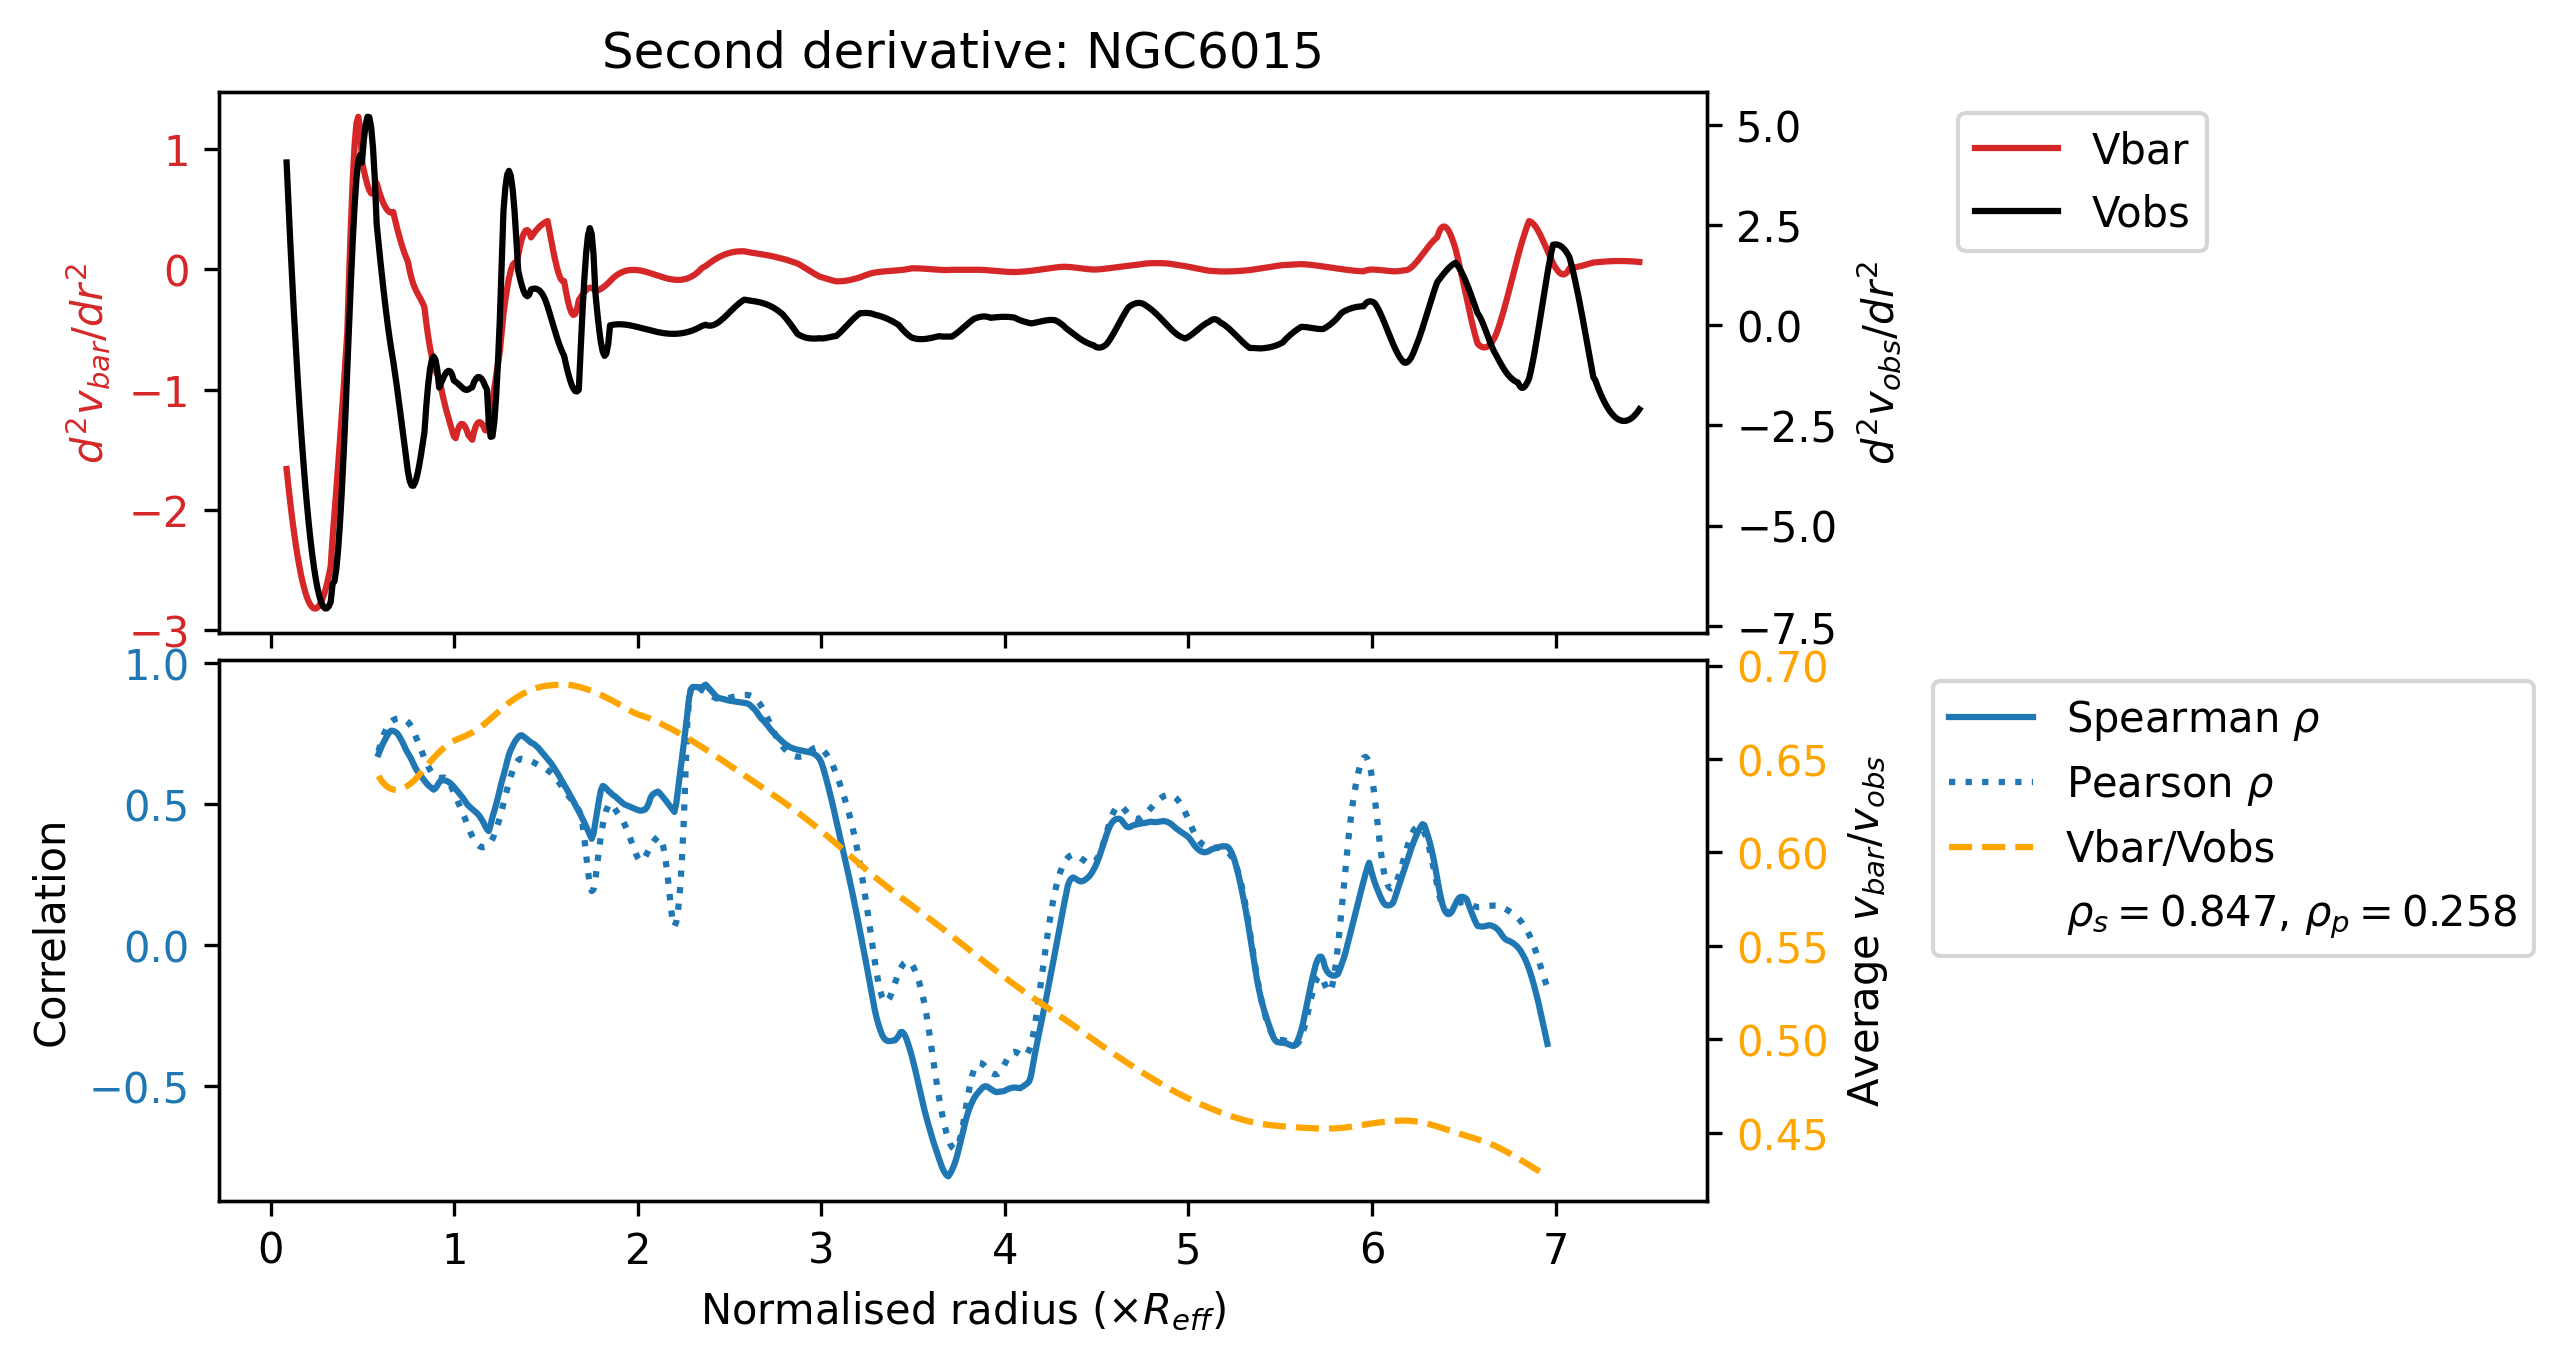 Second derivative: NGC6015
d²v_bar/dr²
1
0
−1
−2
−3
5.0
2.5
0.0
−2.5
−5.0
−7.5
d²v_obs/dr²
Vbar
Vobs
Correlation
1.0
0.5
0.0
−0.5
0.70
0.65
0.60
0.55
0.50
0.45
Average v_bar/v_obs
Spearman ρ
Pearson ρ
Vbar/Vobs
ρ_s = 0.847, ρ_p = 0.258
0 1 2 3 4 5 6 7
Normalised radius (×R_eff)